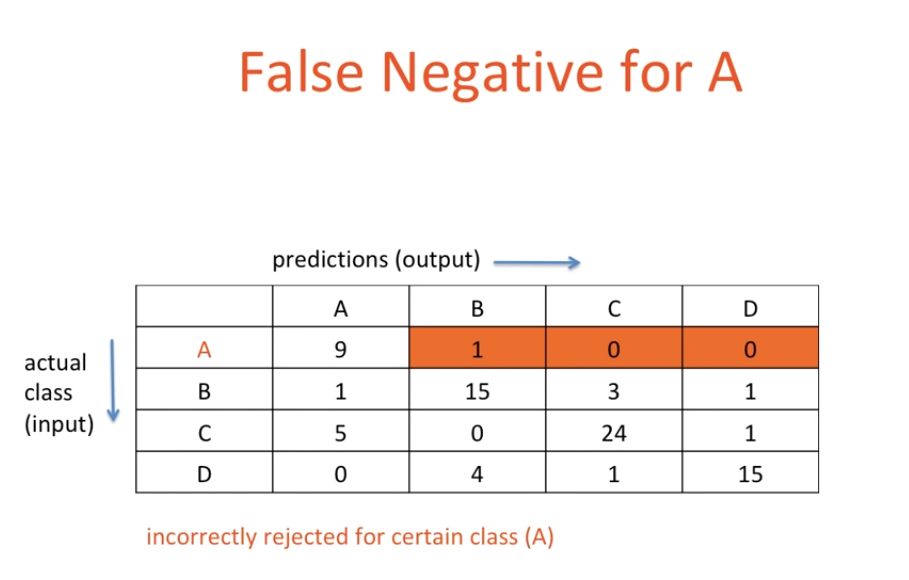 False Negative for A
predictions (output)
A B C D
A 9 1 0 0
B 1 15 3 1
C 5 0 24 1
D 0 4 1 15
actual
class
(input)
incorrectly rejected for certain class (A)